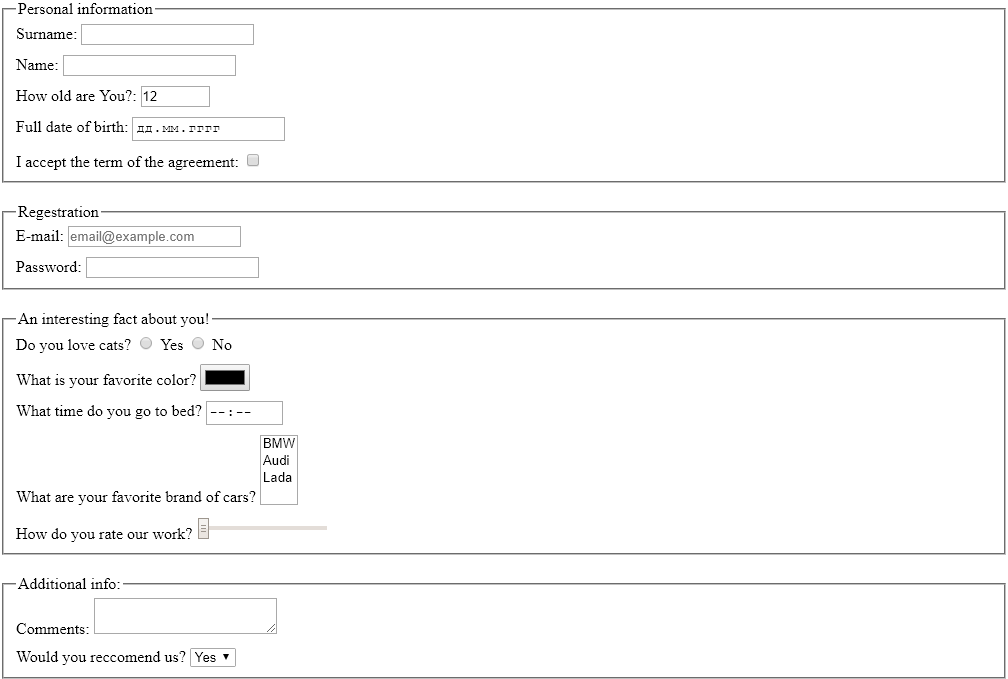 Personal information
Surname:
Name:
How old are You?: 12
Full date of birth: дд.мм.гггг
I accept the term of the agreement:
Regestration
E-mail: email@example.com
Password:
An interesting fact about you!
Do you love cats? Yes No
What is your favorite color?
What time do you go to bed? --:--
BMW
Audi
Lada
What are your favorite brand of cars?
How do you rate our work?
Additional info:
Comments:
Would you reccomend us? Yes